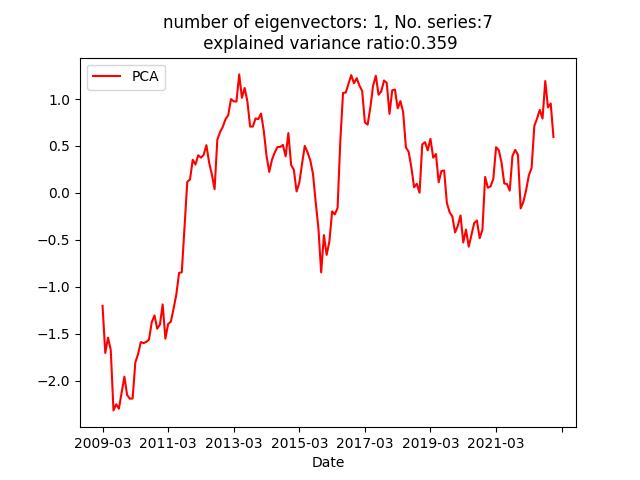 number of eigenvectors: 1, No. series:7
explained variance ratio:0.359
PCA
1.0
0.5
0.0
−0.5
−1.0
−1.5
−2.0
2009-03 2011-03 2013-03 2015-03 2017-03 2019-03 2021-03
Date